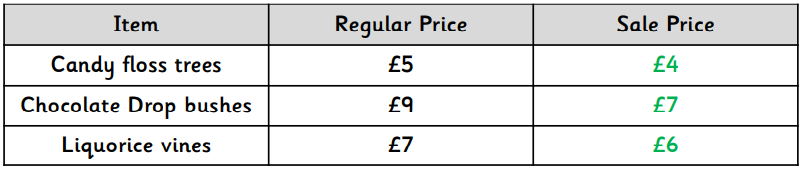 Item Regular Price Sale Price
Candy floss trees £5 £4
Chocolate Drop bushes £9 £7
Liquorice vines £7 £6